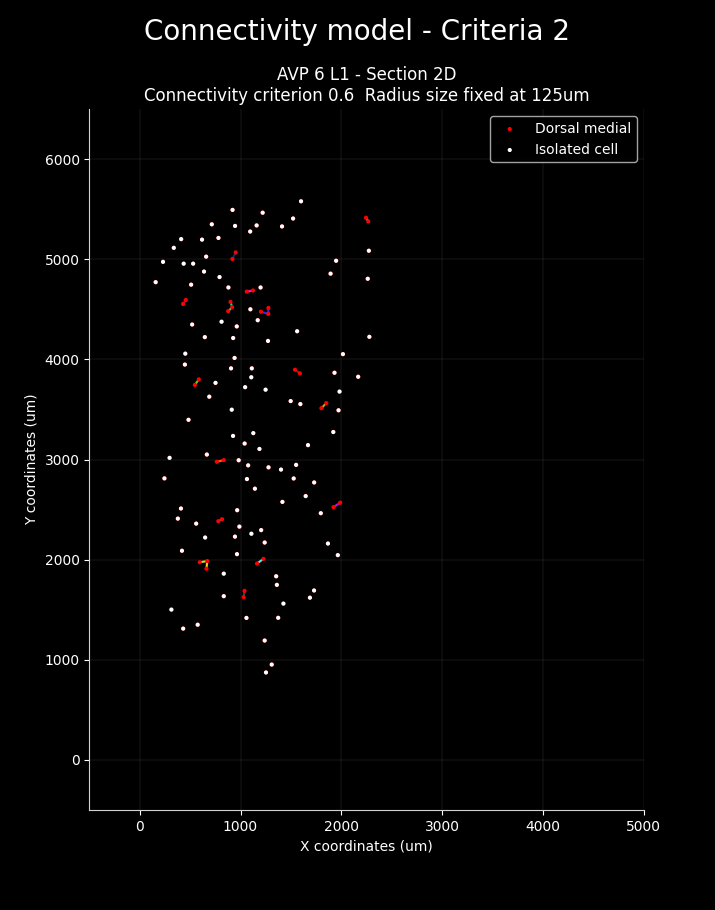 Connectivity model - Criteria 2
AVP 6 L1 - Section 2D
Connectivity criterion 0.6  Radius size fixed at 125um
Dorsal medial
Isolated cell
6000
5000
4000
3000
2000
1000
0
Y coordinates (um)
0 1000 2000 3000 4000 5000
X coordinates (um)